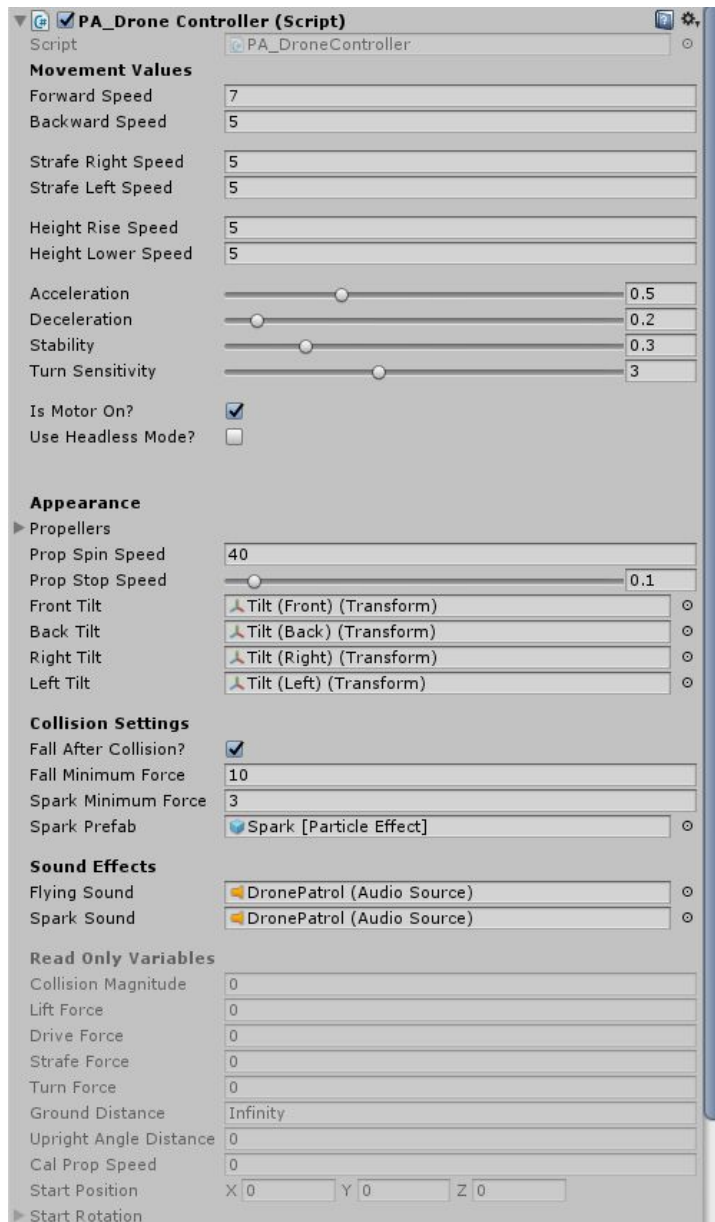 PA_Drone Controller (Script)
Script PA_DroneController
Movement Values
Forward Speed 7
Backward Speed 5
Strafe Right Speed 5
Strafe Left Speed 5
Height Rise Speed 5
Height Lower Speed 5
Acceleration 0.5
Deceleration 0.2
Stability 0.3
Turn Sensitivity 3
Is Motor On?
Use Headless Mode?
Appearance
Propellers
Prop Spin Speed 40
Prop Stop Speed 0.1
Front Tilt Tilt (Front) (Transform)
Back Tilt Tilt (Back) (Transform)
Right Tilt Tilt (Right) (Transform)
Left Tilt Tilt (Left) (Transform)
Collision Settings
Fall After Collision?
Fall Minimum Force 10
Spark Minimum Force 3
Spark Prefab Spark [Particle Effect]
Sound Effects
Flying Sound DronePatrol (Audio Source)
Spark Sound DronePatrol (Audio Source)
Read Only Variables
Collision Magnitude 0
Lift Force 0
Drive Force 0
Strafe Force 0
Turn Force 0
Ground Distance Infinity
Upright Angle Distance 0
Cal Prop Speed 0
Start Position X 0 Y 0 Z 0
Start Rotation